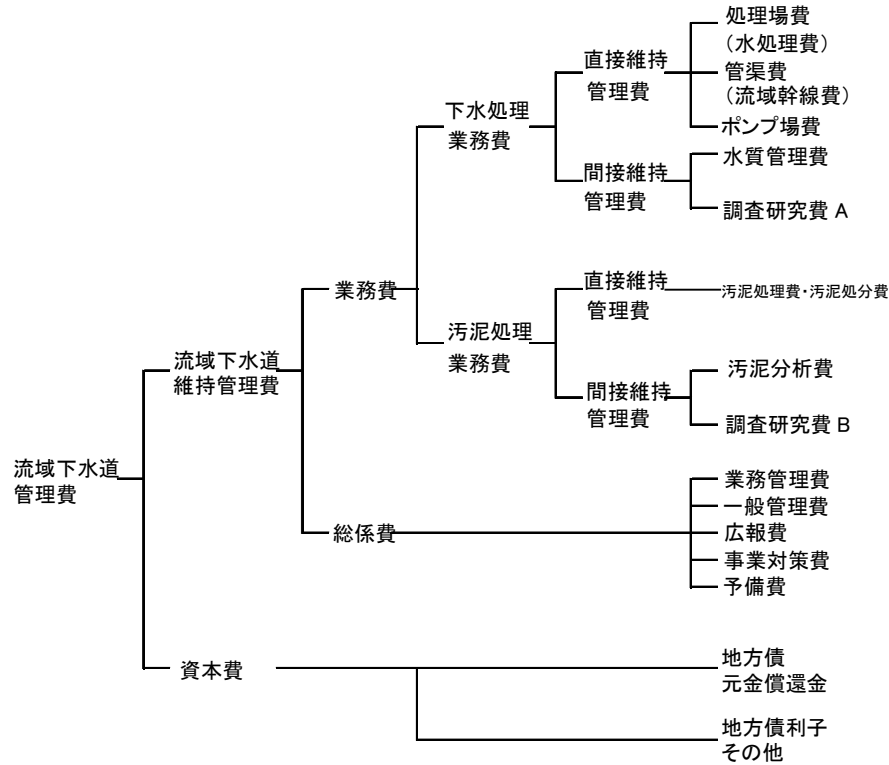 処理場費
（水処理費）
管渠費
（流域幹線費）
ポンプ場費
直接維持
管理費
下水処理
業務費
水質管理費
間接維持
管理費
調査研究費 A
業務費
直接維持
管理費
汚泥処理費・汚泥処分費
汚泥処理
業務費
流域下水道
維持管理費
汚泥分析費
間接維持
管理費
調査研究費 B
流域下水道
管理費
業務管理費
一般管理費
総係費
広報費
事業対策費
予備費
資本費
地方債
元金償還金
地方債利子
その他